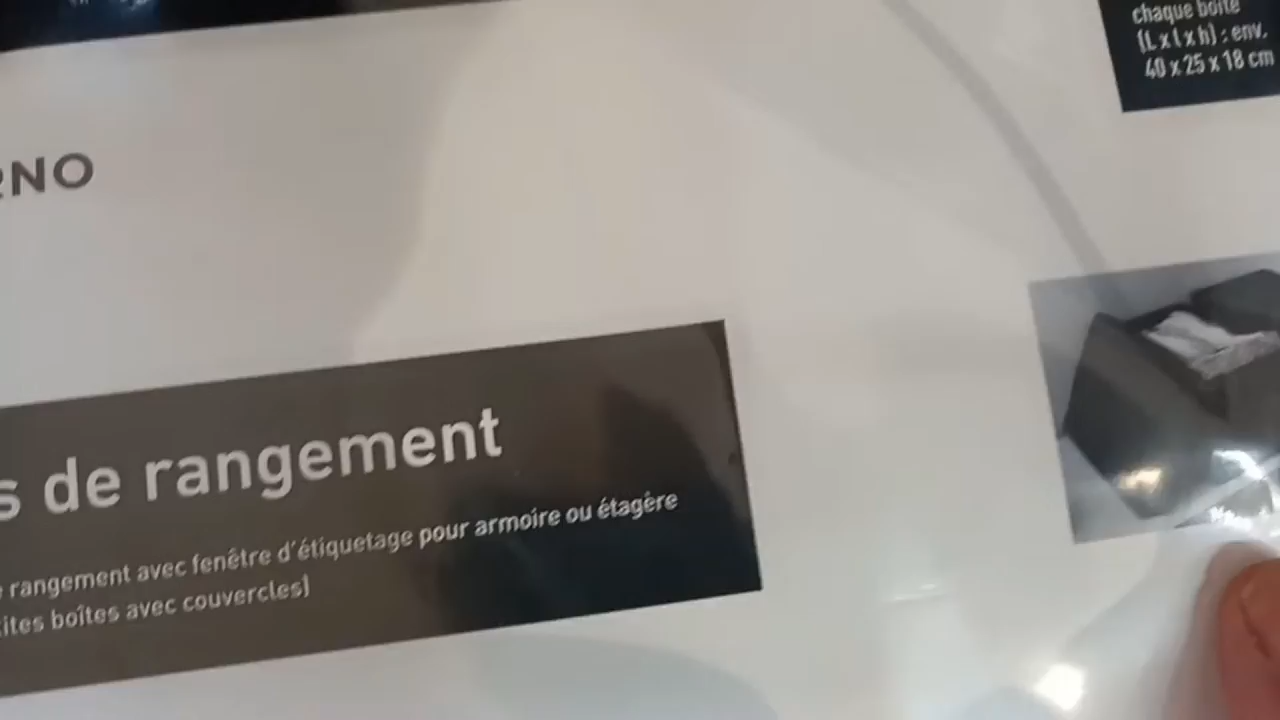 chaque boîte
(L x l x h) : env.
40 x 25 x 18 cm
RNO
s de rangement
rangement avec fenêtre d'étiquetage pour armoire ou étagère
ites boîtes avec couvercles)